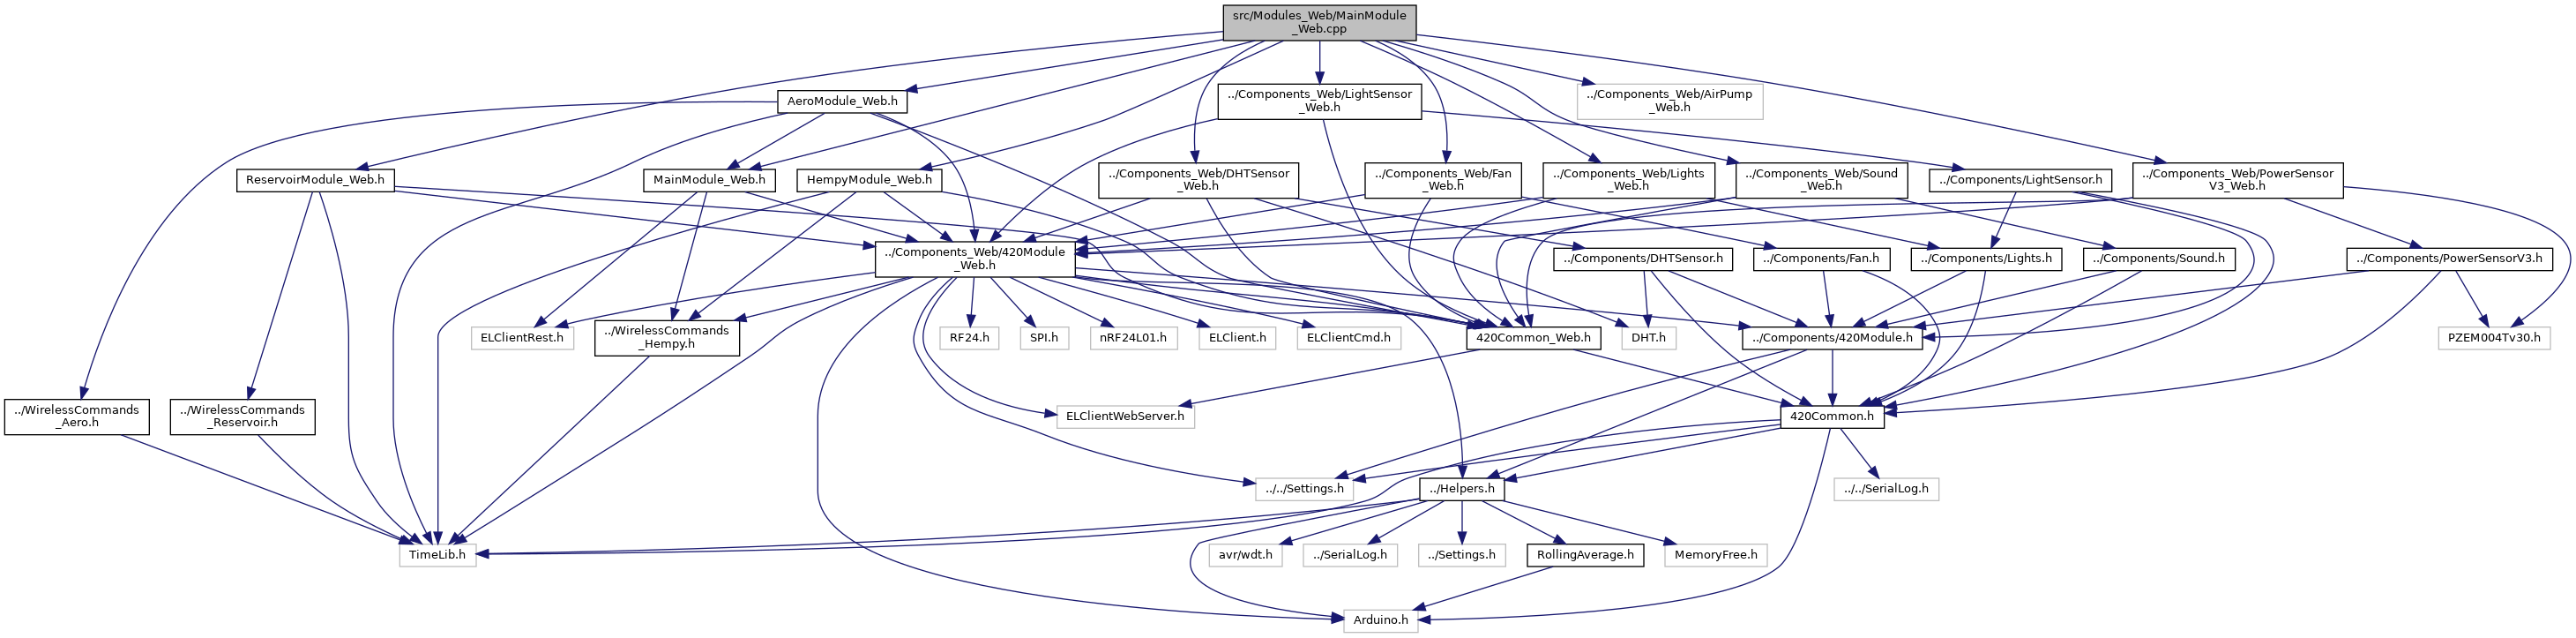 src/Modules_Web/MainModule
_Web.cpp
AeroModule_Web.h
../Components_Web/LightSensor
_Web.h
../Components_Web/AirPump
_Web.h
ReservoirModule_Web.h
MainModule_Web.h
HempyModule_Web.h
../Components_Web/DHTSensor
_Web.h
../Components_Web/Fan
_Web.h
../Components_Web/Lights
_Web.h
../Components_Web/Sound
_Web.h
../Components/LightSensor.h
../Components_Web/PowerSensor
V3_Web.h
../Components_Web/420Module
_Web.h
../Components/DHTSensor.h
../Components/Fan.h
../Components/Lights.h
../Components/Sound.h
../Components/PowerSensorV3.h
ELClientRest.h
../WirelessCommands
_Hempy.h
RF24.h
SPI.h
nRF24L01.h
ELClient.h
ELClientCmd.h
420Common_Web.h
DHT.h
../Components/420Module.h
PZEM004Tv30.h
../WirelessCommands
_Aero.h
../WirelessCommands
_Reservoir.h
ELClientWebServer.h
420Common.h
../../Settings.h
../Helpers.h
../../SerialLog.h
TimeLib.h
avr/wdt.h
../SerialLog.h
../Settings.h
RollingAverage.h
MemoryFree.h
Arduino.h